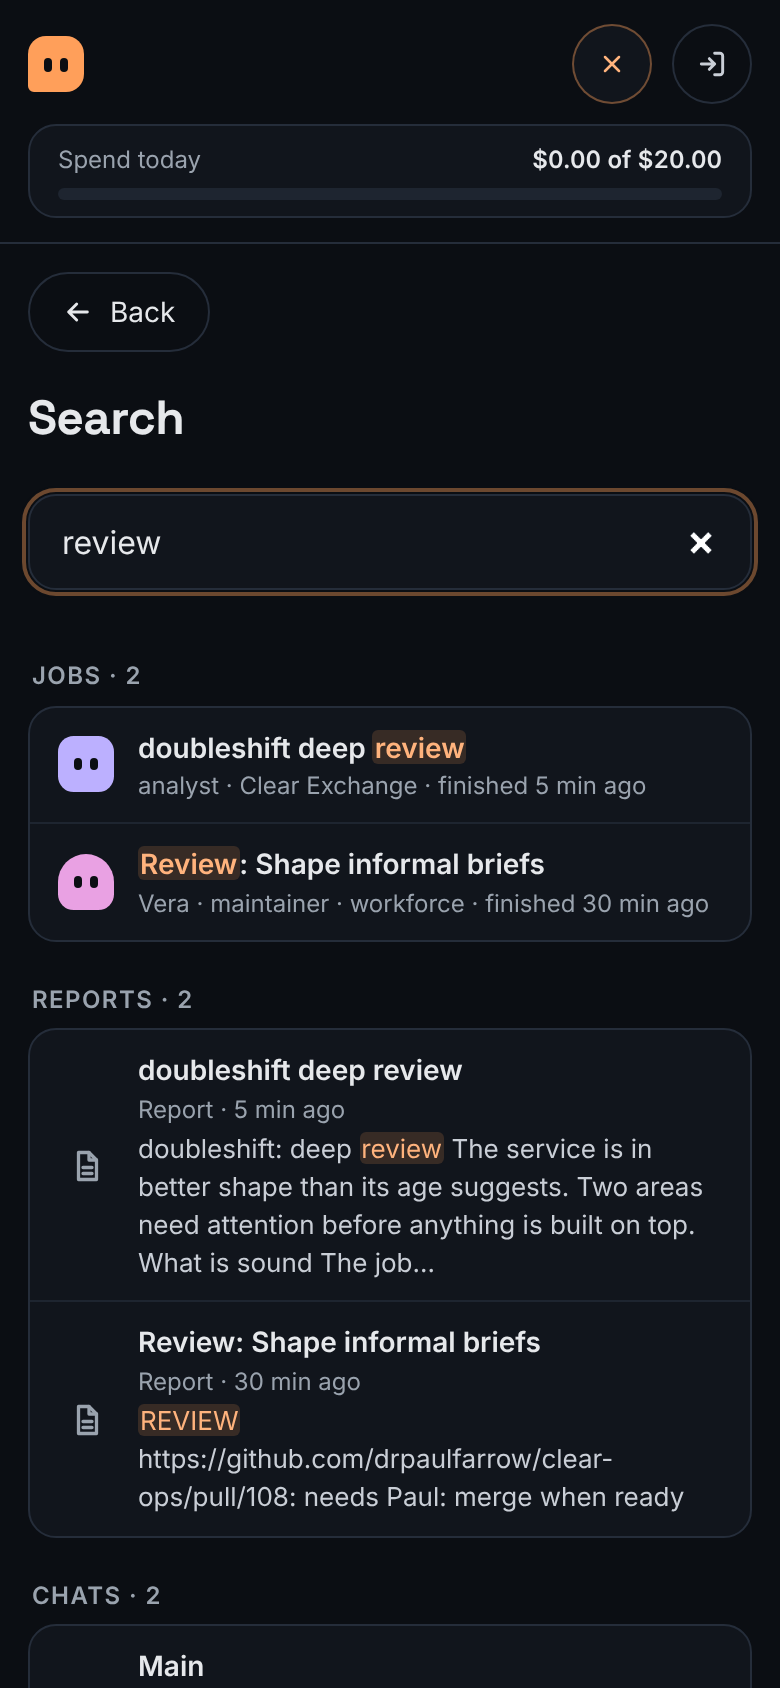 Spend today
$0.00 of $20.00
Back
Search
review
JOBS · 2
doubleshift deep review
analyst · Clear Exchange · finished 5 min ago
Review: Shape informal briefs
Vera · maintainer · workforce · finished 30 min ago
REPORTS · 2
doubleshift deep review
Report · 5 min ago
doubleshift: deep review The service is in
better shape than its age suggests. Two areas
need attention before anything is built on top.
What is sound The job...
Review: Shape informal briefs
Report · 30 min ago
REVIEW
https://github.com/drpaulfarrow/clear-
ops/pull/108: needs Paul: merge when ready
CHATS · 2
Main